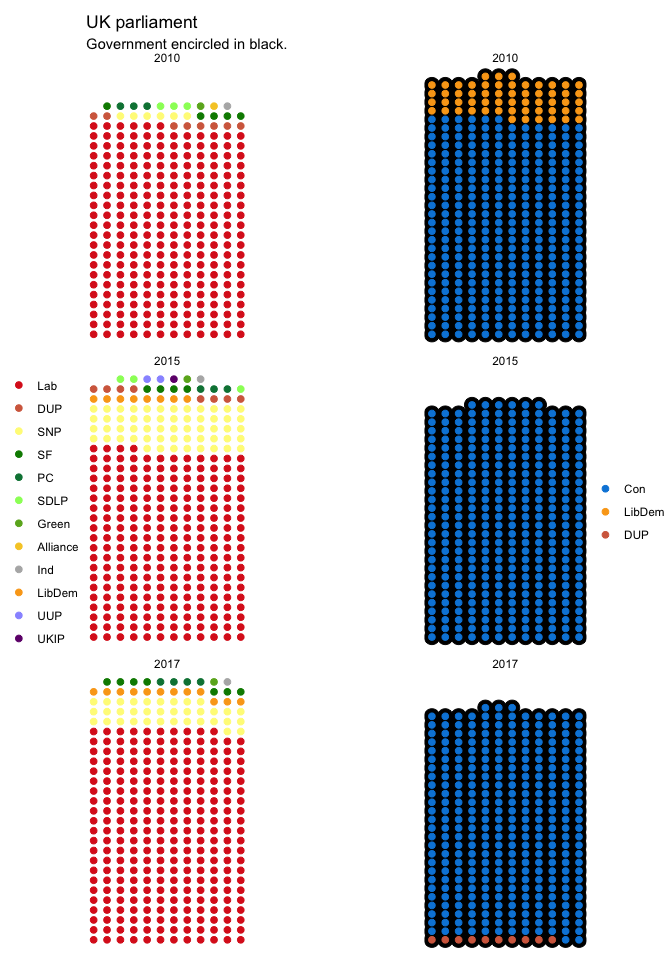 UK parliament
Government encircled in black.
2010
2010
2015
2015
Lab
DUP
SNP
SF
PC
SDLP
Green
Alliance
Ind
LibDem
UUP
UKIP
Con
LibDem
DUP
2017
2017